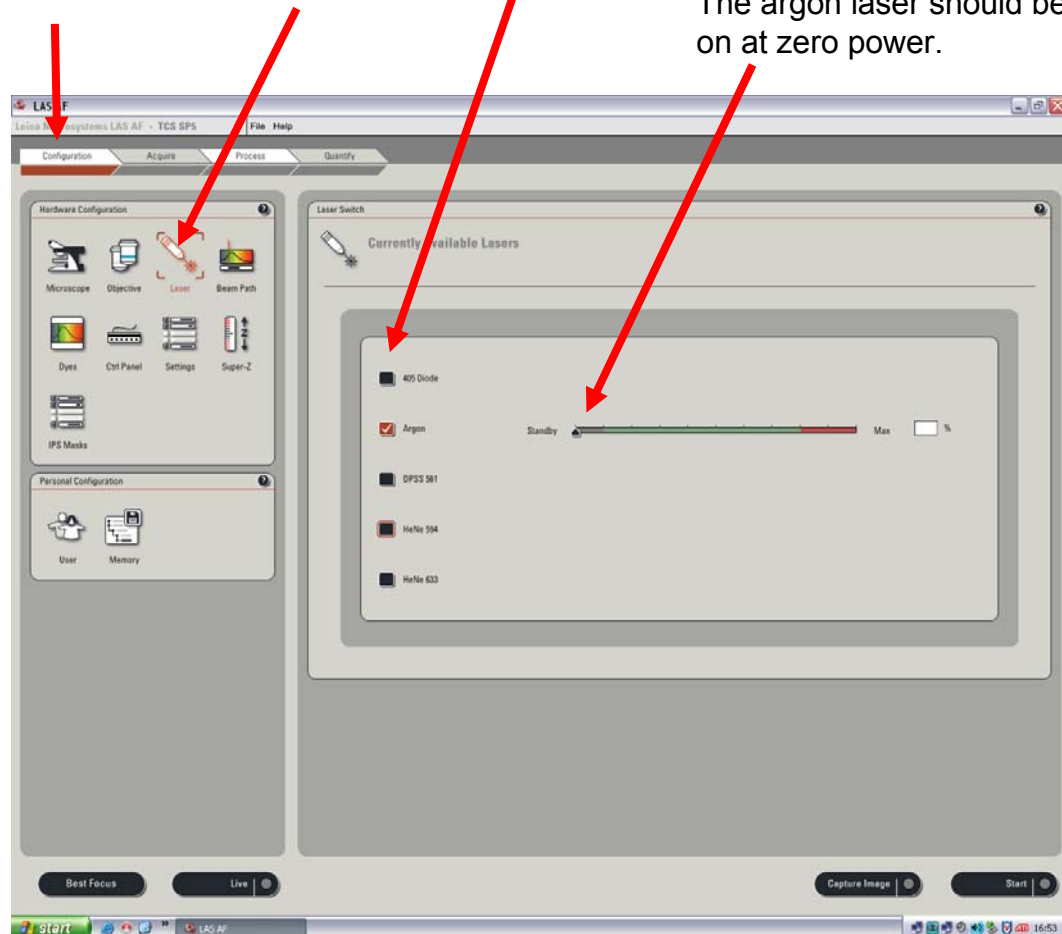 The argon laser should be
on at zero power.
LAS AF
Leica Microsystems LAS AF - TCS SP5 File Help
Configuration Acquire Process Quantify
Hardware Configuration
Microscope Objective Laser Beam Path
Dyes Ctrl Panel Settings Super-Z
IPS Masks
Personal Configuration
User Memory
Laser Switch
Currently Available Lasers
405 Diode
Argon Standby Max %
DPSS 561
HeNe 594
HeNe 633
Best Focus Live Capture Image Start
start LAS AF 16:53